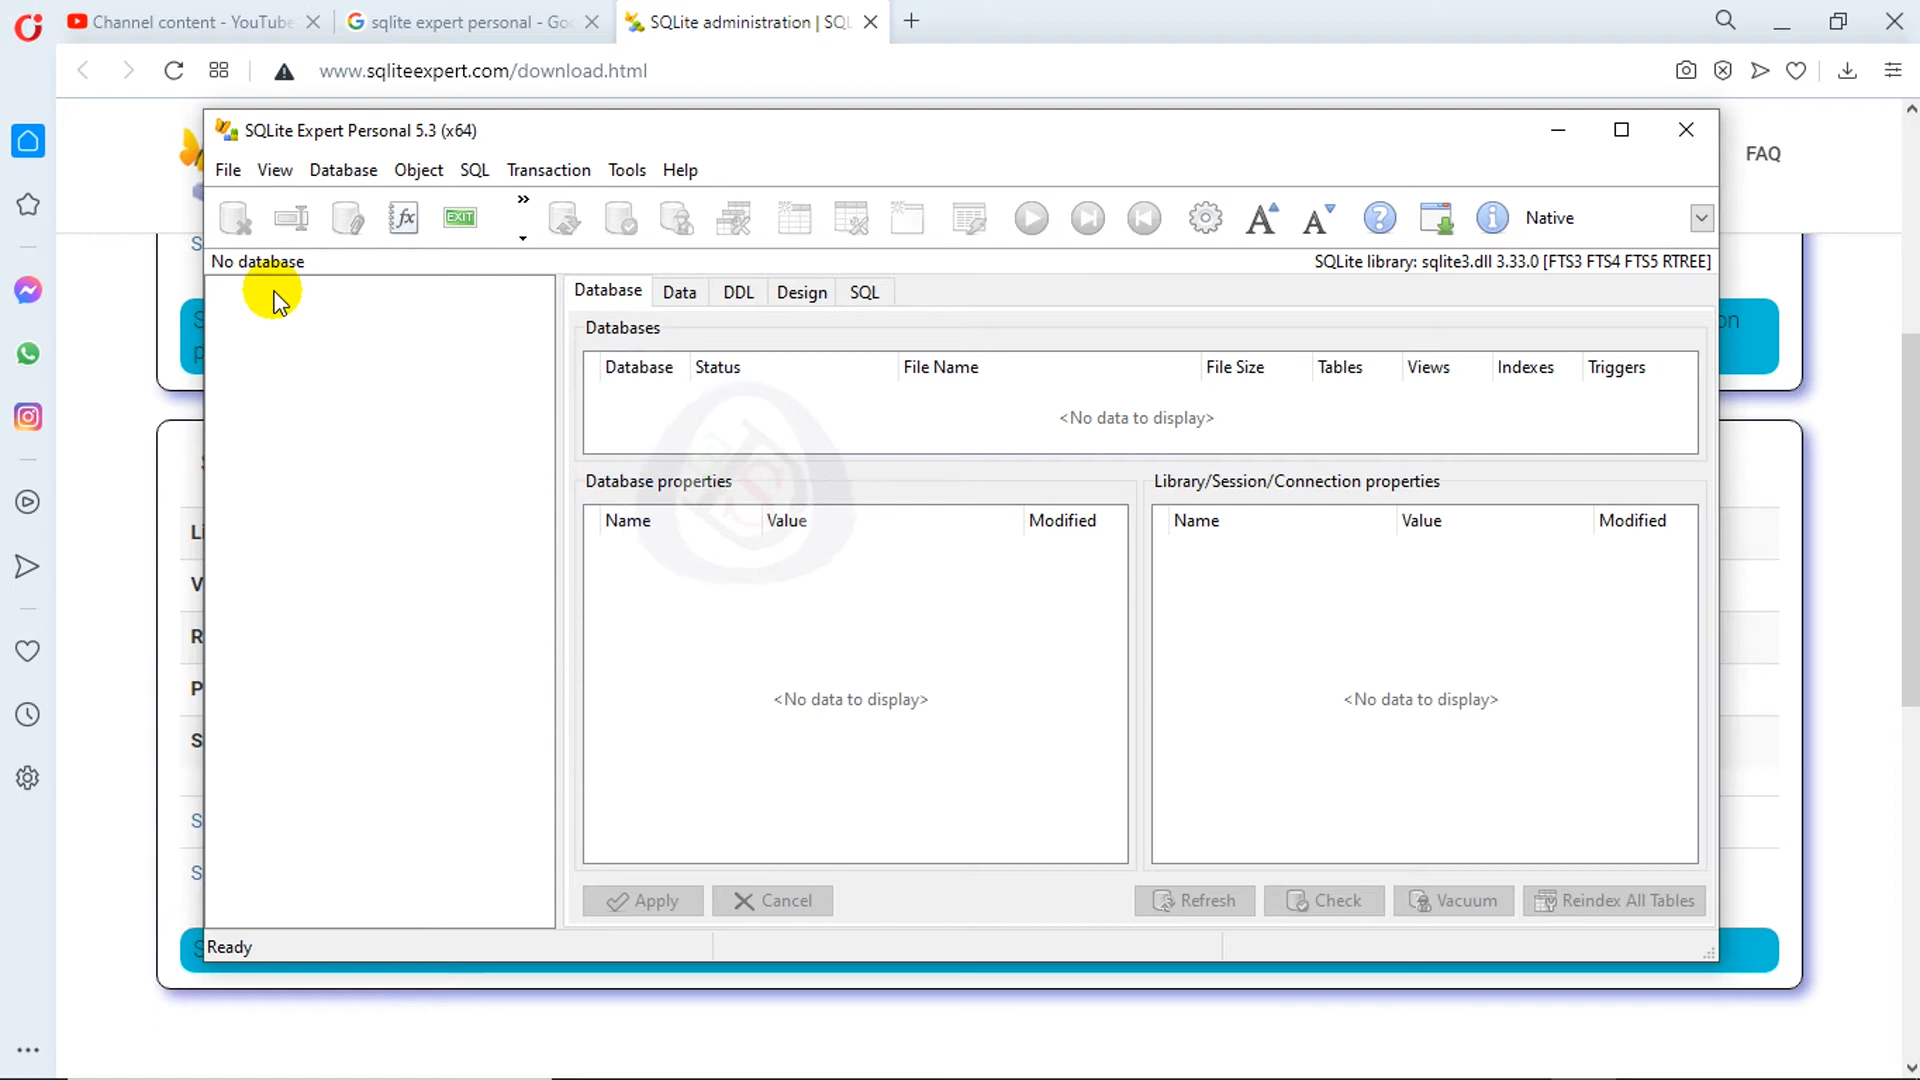 Channel content - YouTube
sqlite expert personal - Goo
SQLite administration | SQL
www.sqliteexpert.com/download.html
FAQ
SQLite Expert Personal 5.3 (x64)
File View Database Object SQL Transaction Tools Help
fx EXIT » A A ? i Native
No database
SQLite library: sqlite3.dll 3.33.0 [FTS3 FTS4 FTS5 RTREE]
Database Data DDL Design SQL
Databases
Database Status File Name File Size Tables Views Indexes Triggers
<No data to display>
Database properties
Name Value Modified
<No data to display>
Library/Session/Connection properties
Name Value Modified
<No data to display>
Apply Cancel Refresh Check Vacuum Reindex All Tables
Ready